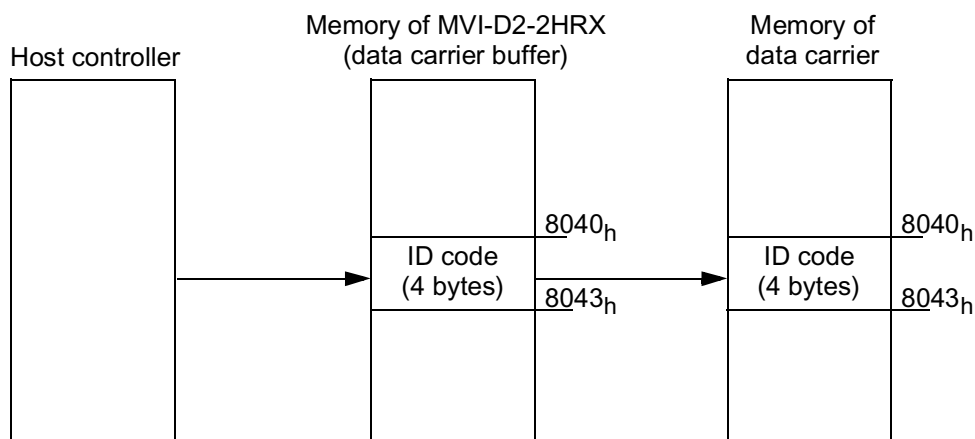 Host controller
Memory of MVI-D2-2HRX
(data carrier buffer)
Memory of
data carrier
8040h
8040h
ID code
(4 bytes)
ID code
(4 bytes)
8043h
8043h